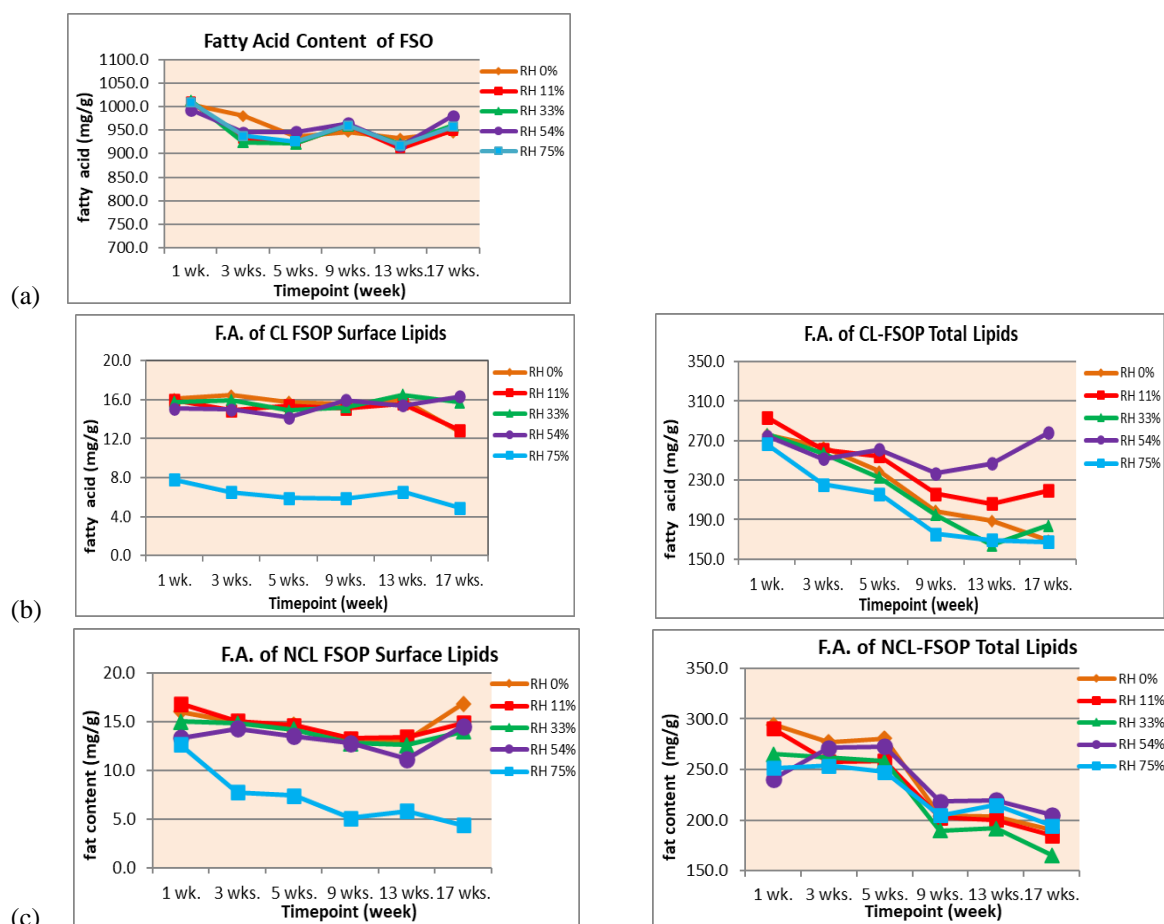 Fatty Acid Content of FSO
1100.0
1050.0
1000.0
950.0
900.0
850.0
800.0
750.0
700.0
fatty acid (mg/g)
1 wk. 3 wks. 5 wks. 9 wks. 13 wks. 17 wks.
Timepoint (week)
RH 0%
RH 11%
RH 33%
RH 54%
RH 75%
(a)
F.A. of CL FSOP Surface Lipids
20.0
16.0
12.0
8.0
4.0
0.0
fatty acid (mg/g)
1 wk. 3 wks. 5 wks. 9 wks. 13 wks. 17 wks.
Timepoint (week)
RH 0%
RH 11%
RH 33%
RH 54%
RH 75%
F.A. of CL-FSOP Total Lipids
350.0
310.0
270.0
230.0
190.0
150.0
fatty acid (mg/g)
1 wk. 3 wks. 5 wks. 9 wks. 13 wks. 17 wks.
Timepoint (week)
RH 0%
RH 11%
RH 33%
RH 54%
RH 75%
(b)
F.A. of NCL FSOP Surface Lipids
20.0
15.0
10.0
5.0
0.0
fat content (mg/g)
1 wk. 3 wks. 5 wks. 9 wks. 13 wks. 17 wks.
Timepoint (week)
RH 0%
RH 11%
RH 33%
RH 54%
RH 75%
F.A. of NCL-FSOP Total Lipids
350.0
300.0
250.0
200.0
150.0
fat content (mg/g)
1 wk. 3 wks. 5 wks. 9 wks. 13 wks. 17 wks.
Timepoint (week)
RH 0%
RH 11%
RH 33%
RH 54%
RH 75%
(c)